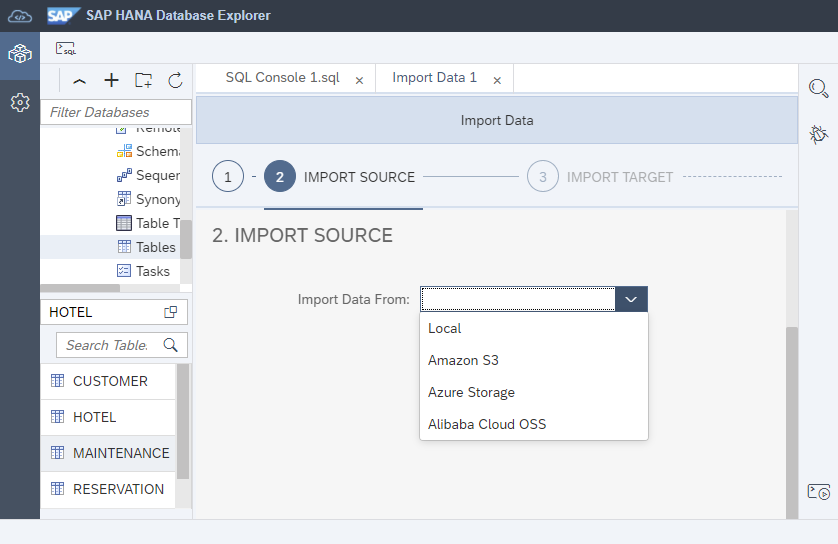 SAP SAP HANA Database Explorer
SQL
SQL Console 1.sql × Import Data 1 ×
Filter Databases
Import Data
Remote
Schema
Sequen
Synony
Table T
Tables
Tasks
1 - 2 IMPORT SOURCE 3 IMPORT TARGET
2. IMPORT SOURCE
Import Data From:
Local
Amazon S3
Azure Storage
Alibaba Cloud OSS
HOTEL
Search Table.
CUSTOMER
HOTEL
MAINTENANCE
RESERVATION